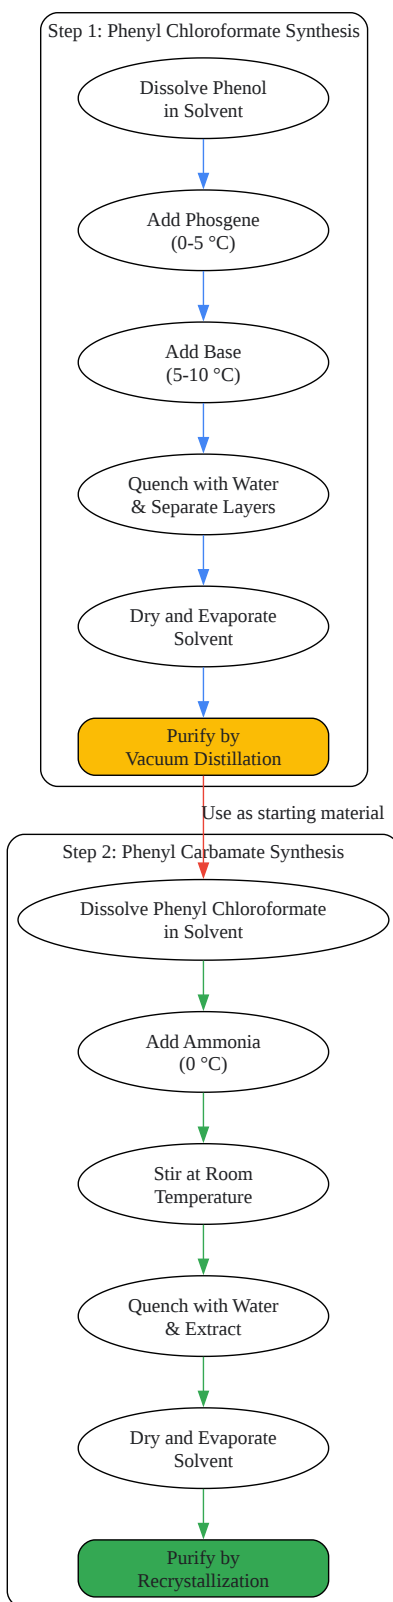 Step 1: Phenyl Chloroformate Synthesis
Dissolve Phenol
in Solvent
Add Phosgene
(0-5 °C)
Add Base
(5-10 °C)
Quench with Water
& Separate Layers
Dry and Evaporate
Solvent
Purify by
Vacuum Distillation
Use as starting material
Step 2: Phenyl Carbamate Synthesis
Dissolve Phenyl Chloroformate
in Solvent
Add Ammonia
(0 °C)
Stir at Room
Temperature
Quench with Water
& Extract
Dry and Evaporate
Solvent
Purify by
Recrystallization